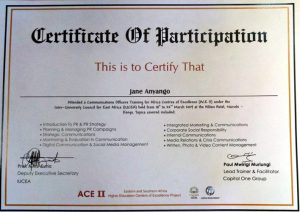 Certificate Of Participation
This is to Certify That
Jane Anyango
Attended a Communications Officers Training for Africa Centres of Excellence (ACE II) under the
Inter-University Council for East Africa (IUCEA) held from to March at the Hilton Hotel, Nairobi -
Kenya, Topics covered included:
• Introduction to PR & PR Strategy
• Planning & Managing PR Campaigns
• Strategic Communications
• Monitoring & Evaluation in Communication
• Digital Communication & Social Media Management
• Integrated Marketing & Communications
• Corporate Social Responsibility
• Internal Communications
• Media Relations & Crisis Communications
• Written, Photo & Video Content Management
Deputy Executive Secretary
IUCEA
Paul Mwirigi Muriungi
Lead Trainer & Facilitator
Capital One Group
ACE II
Eastern and Southern Africa
Higher Education Centers of Excellence Project